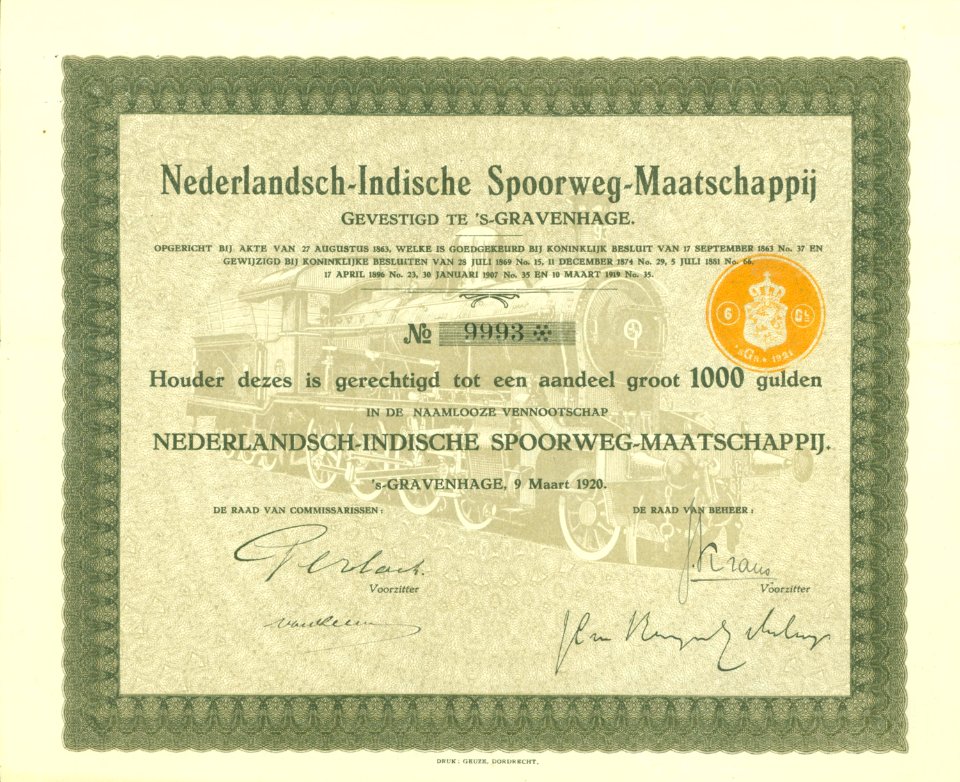 Nederlandsch-Indische Spoorweg-Maatschappij
GEVESTIGD TE 's-GRAVENHAGE.
OPGERICHT BIJ AKTE VAN 27 AUGUSTUS 1863, WELKE IS GOEDGEKEURD BIJ KONINKLIJK BESLUIT VAN 17 SEPTEMBER 1863 No. 37 EN
GEWIJZIGD BIJ KONINKLIJKE BESLUITEN VAN 28 JULI 1869 No. 15, 11 DECEMBER 1874 No. 29, 5 JULI 1881 No. 66,
17 APRIL 1896 No. 23, 30 JANUARI 1907 No. 35 EN 10 MAART 1919 No. 35.
6 GL
No 9993
Houder dezes is gerechtigd tot een aandeel groot 1000 gulden
IN DE NAAMLOOZE VENNOOTSCHAP
NEDERLANDSCH-INDISCHE SPOORWEG-MAATSCHAPPIJ.
's-GRAVENHAGE, 9 Maart 1920.
DE RAAD VAN COMMISSARISSEN: DE RAAD VAN BEHEER:
J. Kraus
Voorzitter Voorzitter
DRUK: GEUZE, DORDRECHT.